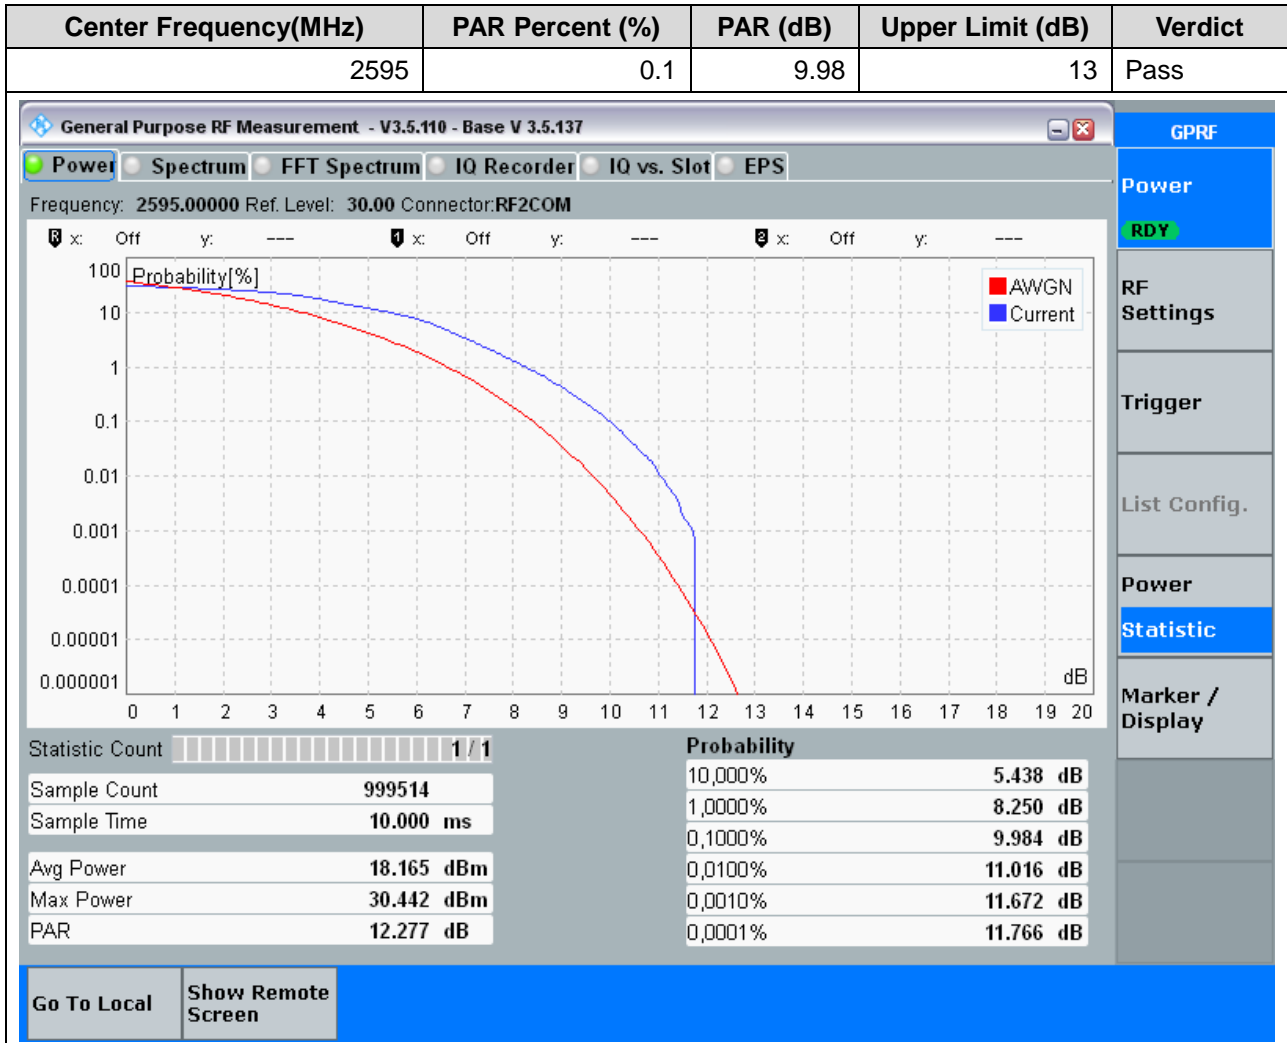 Center Frequency(MHz) PAR Percent (%) PAR (dB) Upper Limit (dB) Verdict
2595 0.1 9.98 13 Pass
General Purpose RF Measurement - V3.5.110 - Base V 3.5.137
GPRF
Power Spectrum FFT Spectrum IQ Recorder IQ vs. Slot EPS
Frequency: 2595.00000 Ref. Level: 30.00 Connector:RF2COM
R x: Off y: --- 1 x: Off y: --- 2 x: Off y: ---
Probability[%]
AWGN
Current
100
10
1
0.1
0.01
0.001
0.0001
0.00001
0.000001
dB
0 1 2 3 4 5 6 7 8 9 10 11 12 13 14 15 16 17 18 19 20
Statistic Count 1 / 1
Sample Count 999514
Sample Time 10.000 ms
Avg Power 18.165 dBm
Max Power 30.442 dBm
PAR 12.277 dB
Probability
10,000% 5.438 dB
1,0000% 8.250 dB
0,1000% 9.984 dB
0,0100% 11.016 dB
0,0010% 11.672 dB
0,0001% 11.766 dB
Power
RDY
RF
Settings
Trigger
List Config.
Power
Statistic
Marker /
Display
Go To Local
Show Remote
Screen